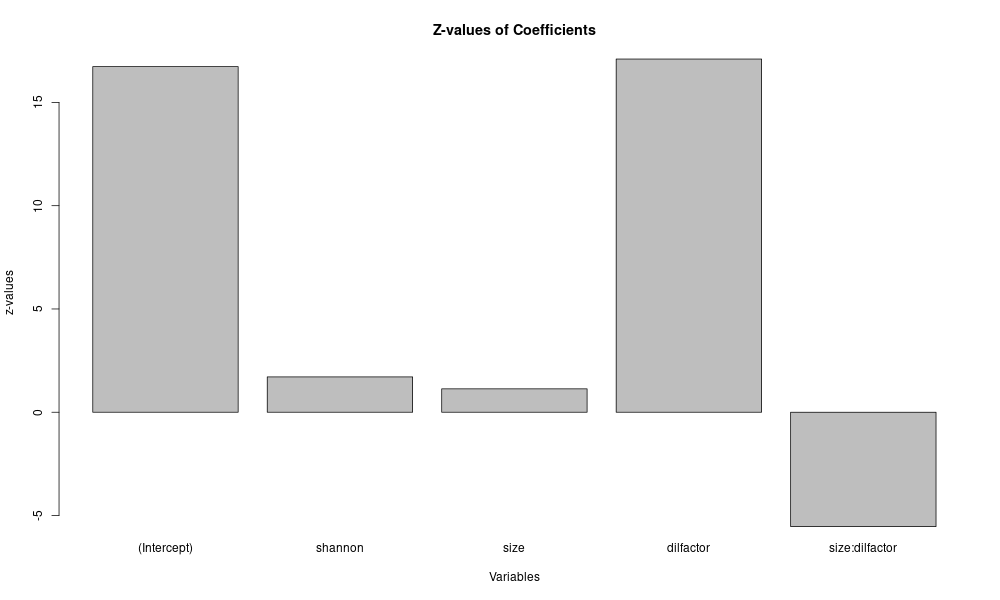 Z-values of Coefficients
z-values
15
10
5
0
-5
(Intercept) shannon size dilfactor size:dilfactor
Variables